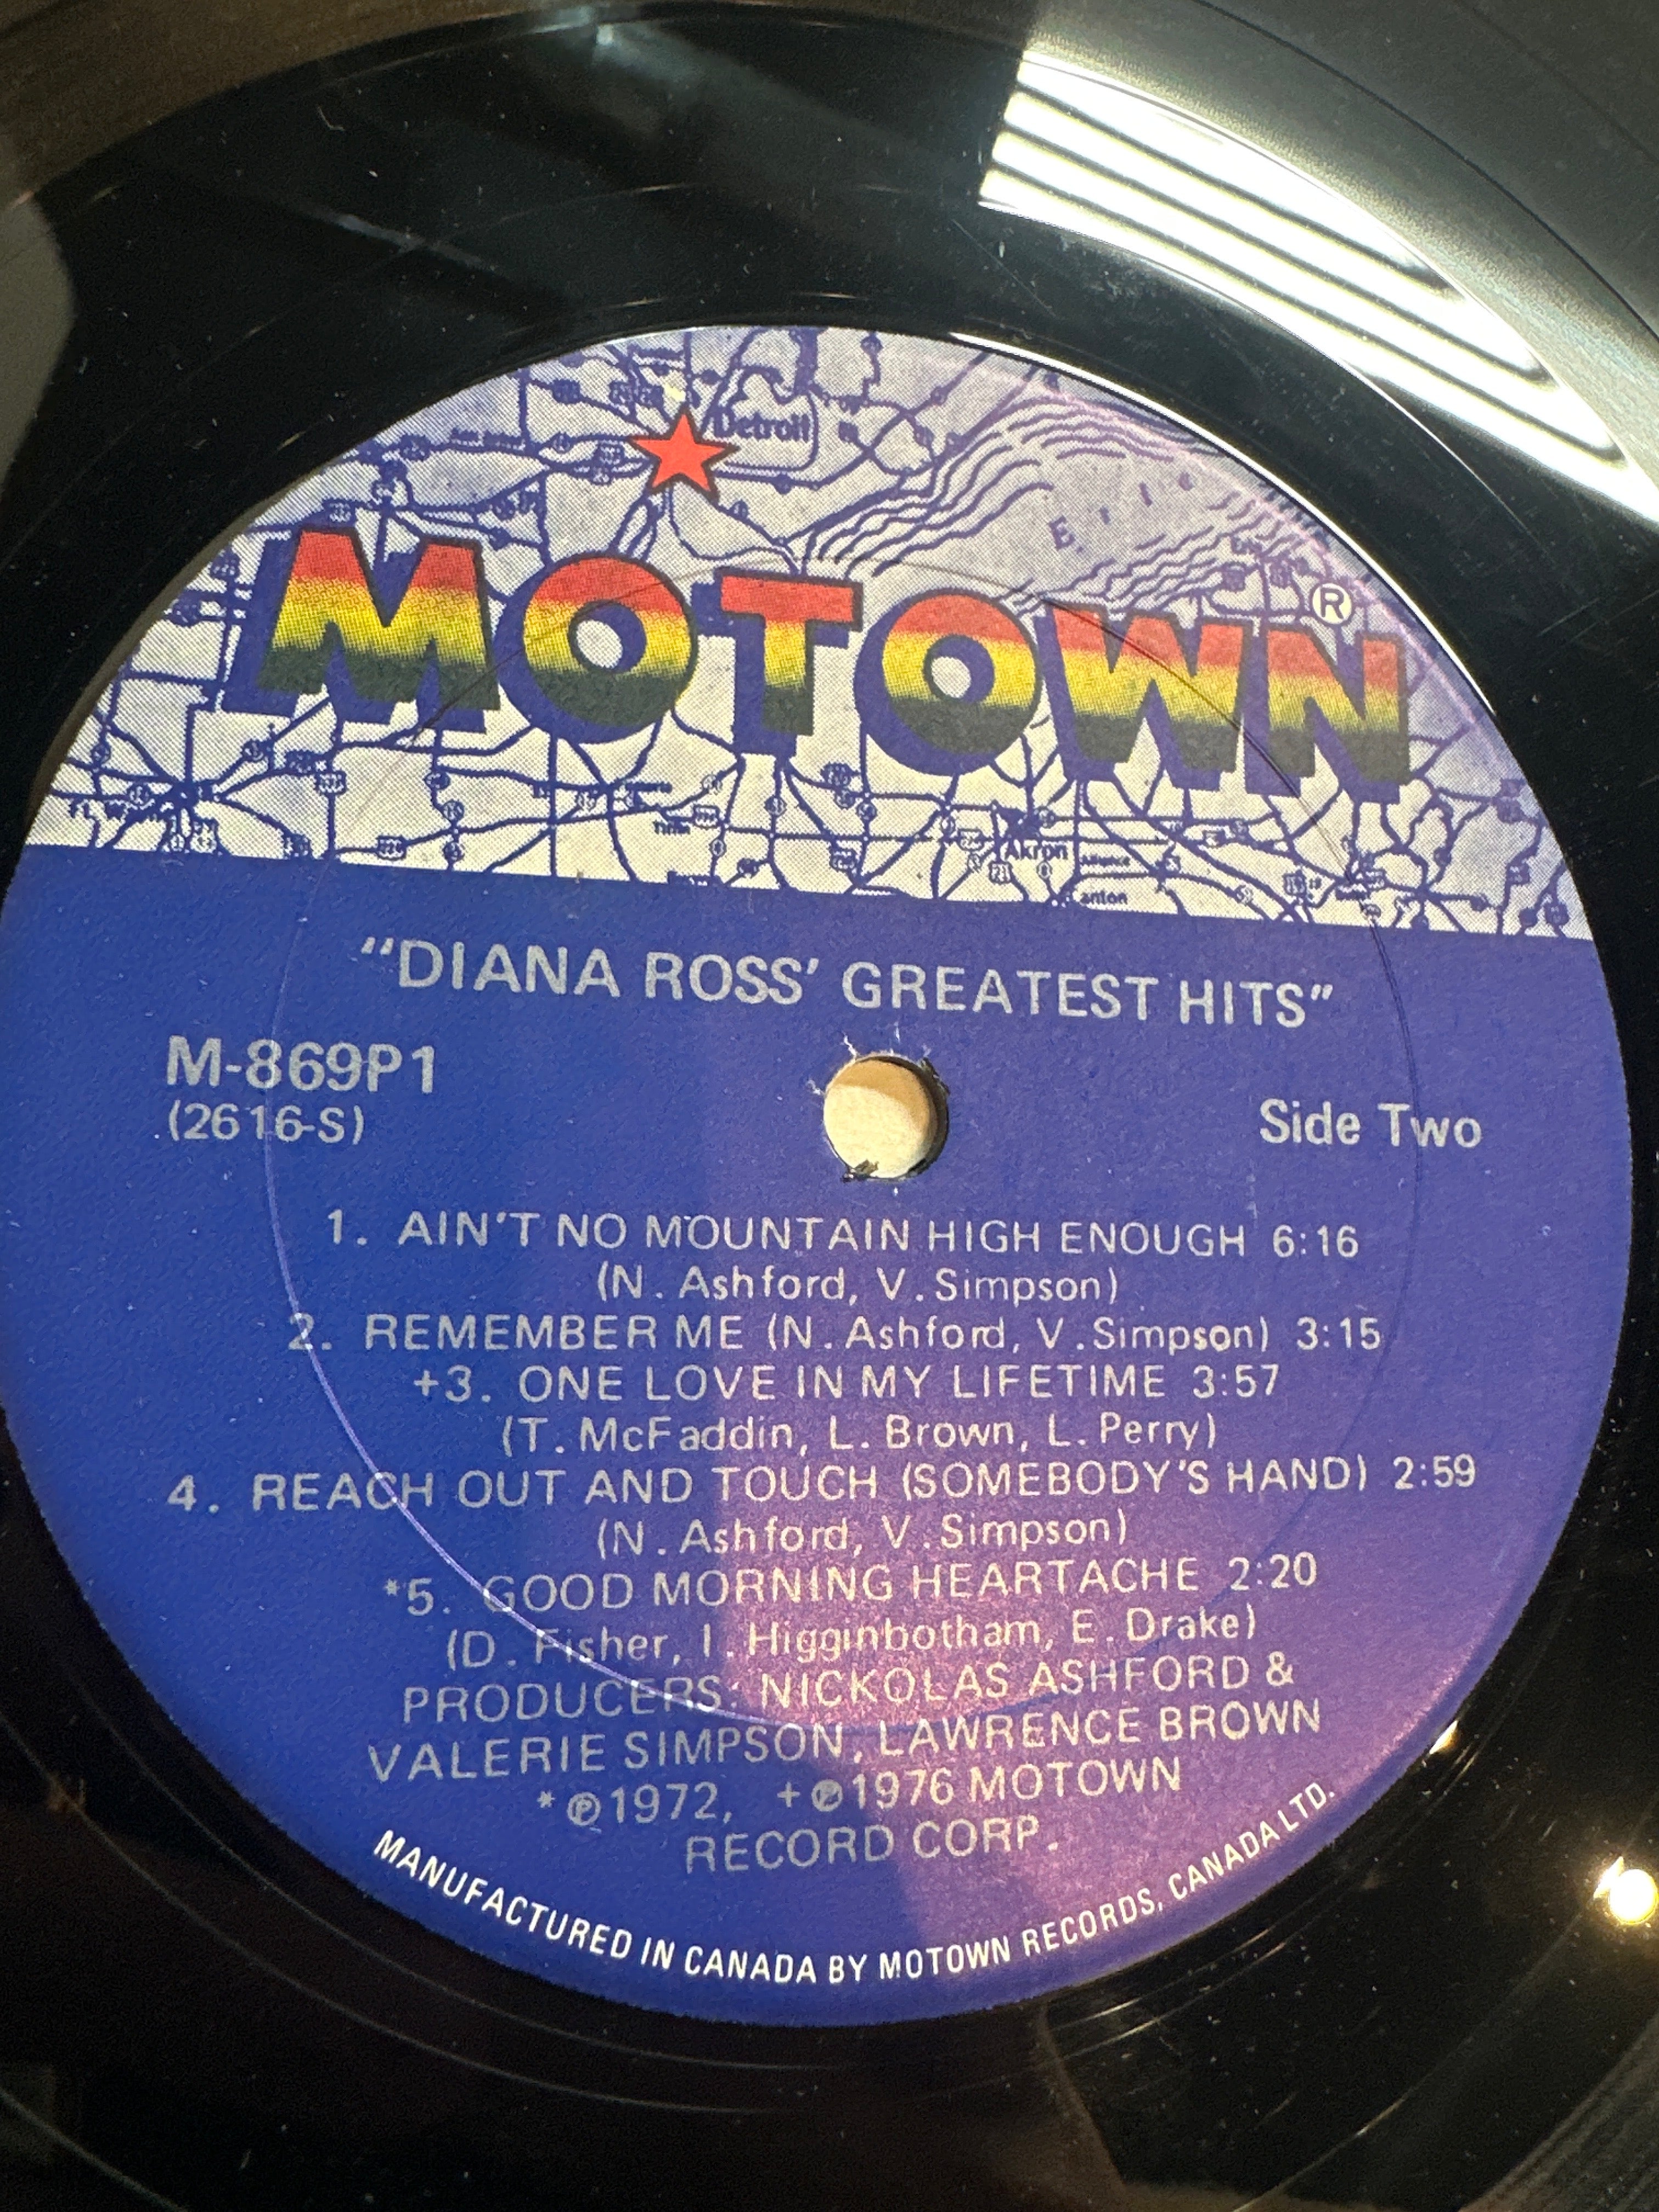 Detroit
Erie
MOTOWN®
Tiffin
Akron
Alliance
anton
"DIANA ROSS' GREATEST HITS"
M-869P1
(2616-S)
Side Two
1. AIN'T NO MOUNTAIN HIGH ENOUGH 6:16
(N. Ashford, V. Simpson)
2. REMEMBER ME (N. Ashford, V. Simpson) 3:15
+3. ONE LOVE IN MY LIFETIME 3:57
(T. McFaddin, L. Brown, L. Perry)
4. REACH OUT AND TOUCH (SOMEBODY'S HAND) 2:59
(N. Ashford, V. Simpson)
*5. GOOD MORNING HEARTACHE 2:20
(D. Fisher, I. Higginbotham, E. Drake)
PRODUCERS: NICKOLAS ASHFORD &
VALERIE SIMPSON, LAWRENCE BROWN
*℗1972, +℗1976 MOTOWN
RECORD CORP.
MANUFACTURED IN CANADA BY MOTOWN RECORDS, CANADA LTD.